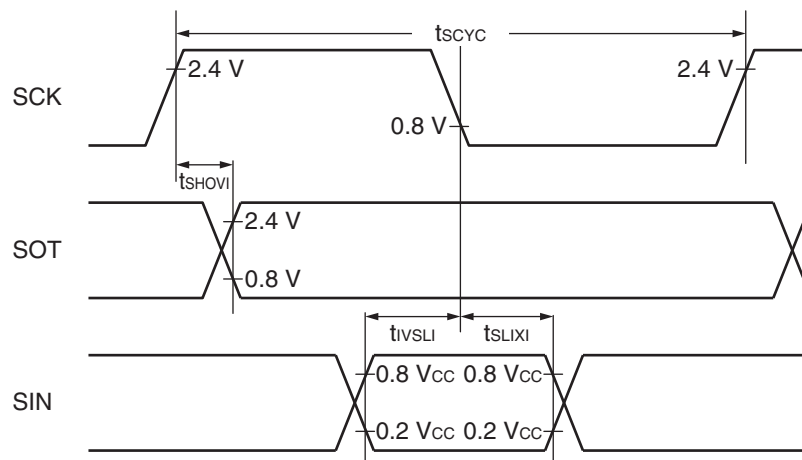 tSCYC
SCK
2.4 V
2.4 V
0.8 V
tSHOVI
SOT
2.4 V
0.8 V
tIVSLI
tSLIXI
SIN
0.8 VCC 0.8 VCC
0.2 VCC 0.2 VCC